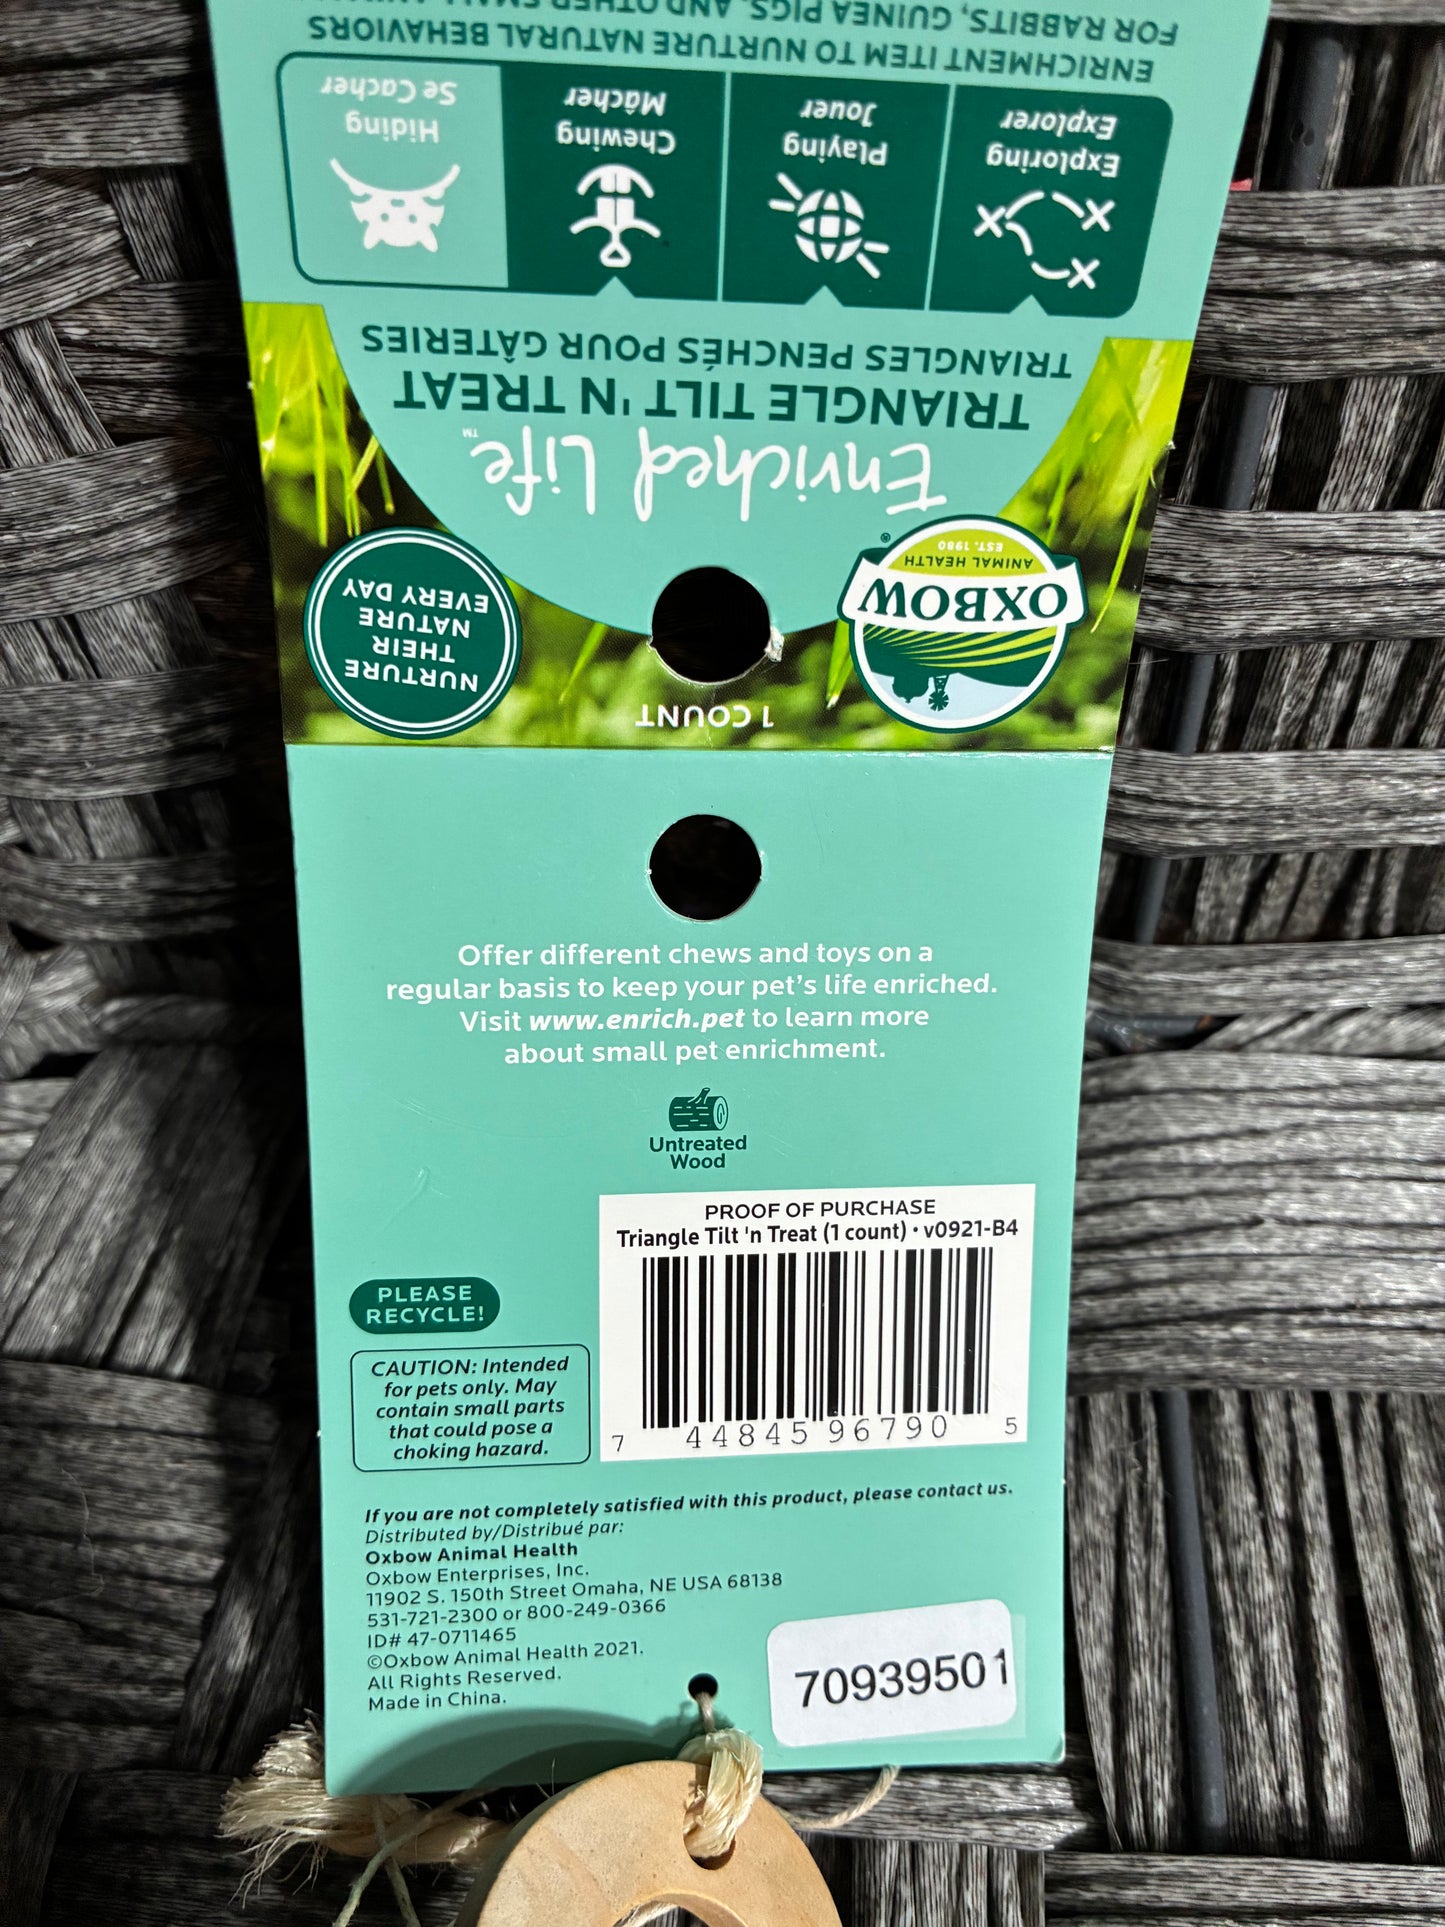 Enriched Life™
TRIANGLE TILT 'N TREAT
TRIANGLES PENCHÉS POUR GÂTERIES
Exploring
Explorer
Playing
Jouer
Chewing
Mâcher
Hiding
Se Cacher
ENRICHMENT ITEM TO NURTURE NATURAL BEHAVIORS
FOR RABBITS, GUINEA PIGS, AND OTHER SMALL
1 COUNT
OXBOW®
ANIMAL HEALTH
EST. 1980
NURTURE
THEIR
NATURE
EVERY DAY
Offer different chews and toys on a
regular basis to keep your pet's life enriched.
Visit www.enrich.pet to learn more
about small pet enrichment.
Untreated
Wood
PROOF OF PURCHASE
Triangle Tilt 'n Treat (1 count) • v0921-B4
7 44845 96790 5
PLEASE
RECYCLE!
CAUTION: Intended
for pets only. May
contain small parts
that could pose a
choking hazard.
If you are not completely satisfied with this product, please contact us.
Distributed by/Distribué par:
Oxbow Animal Health
Oxbow Enterprises, Inc.
11902 S. 150th Street Omaha, NE USA 68138
531-721-2300 or 800-249-0366
ID# 47-0711465
©Oxbow Animal Health 2021.
All Rights Reserved.
Made in China.
70939501